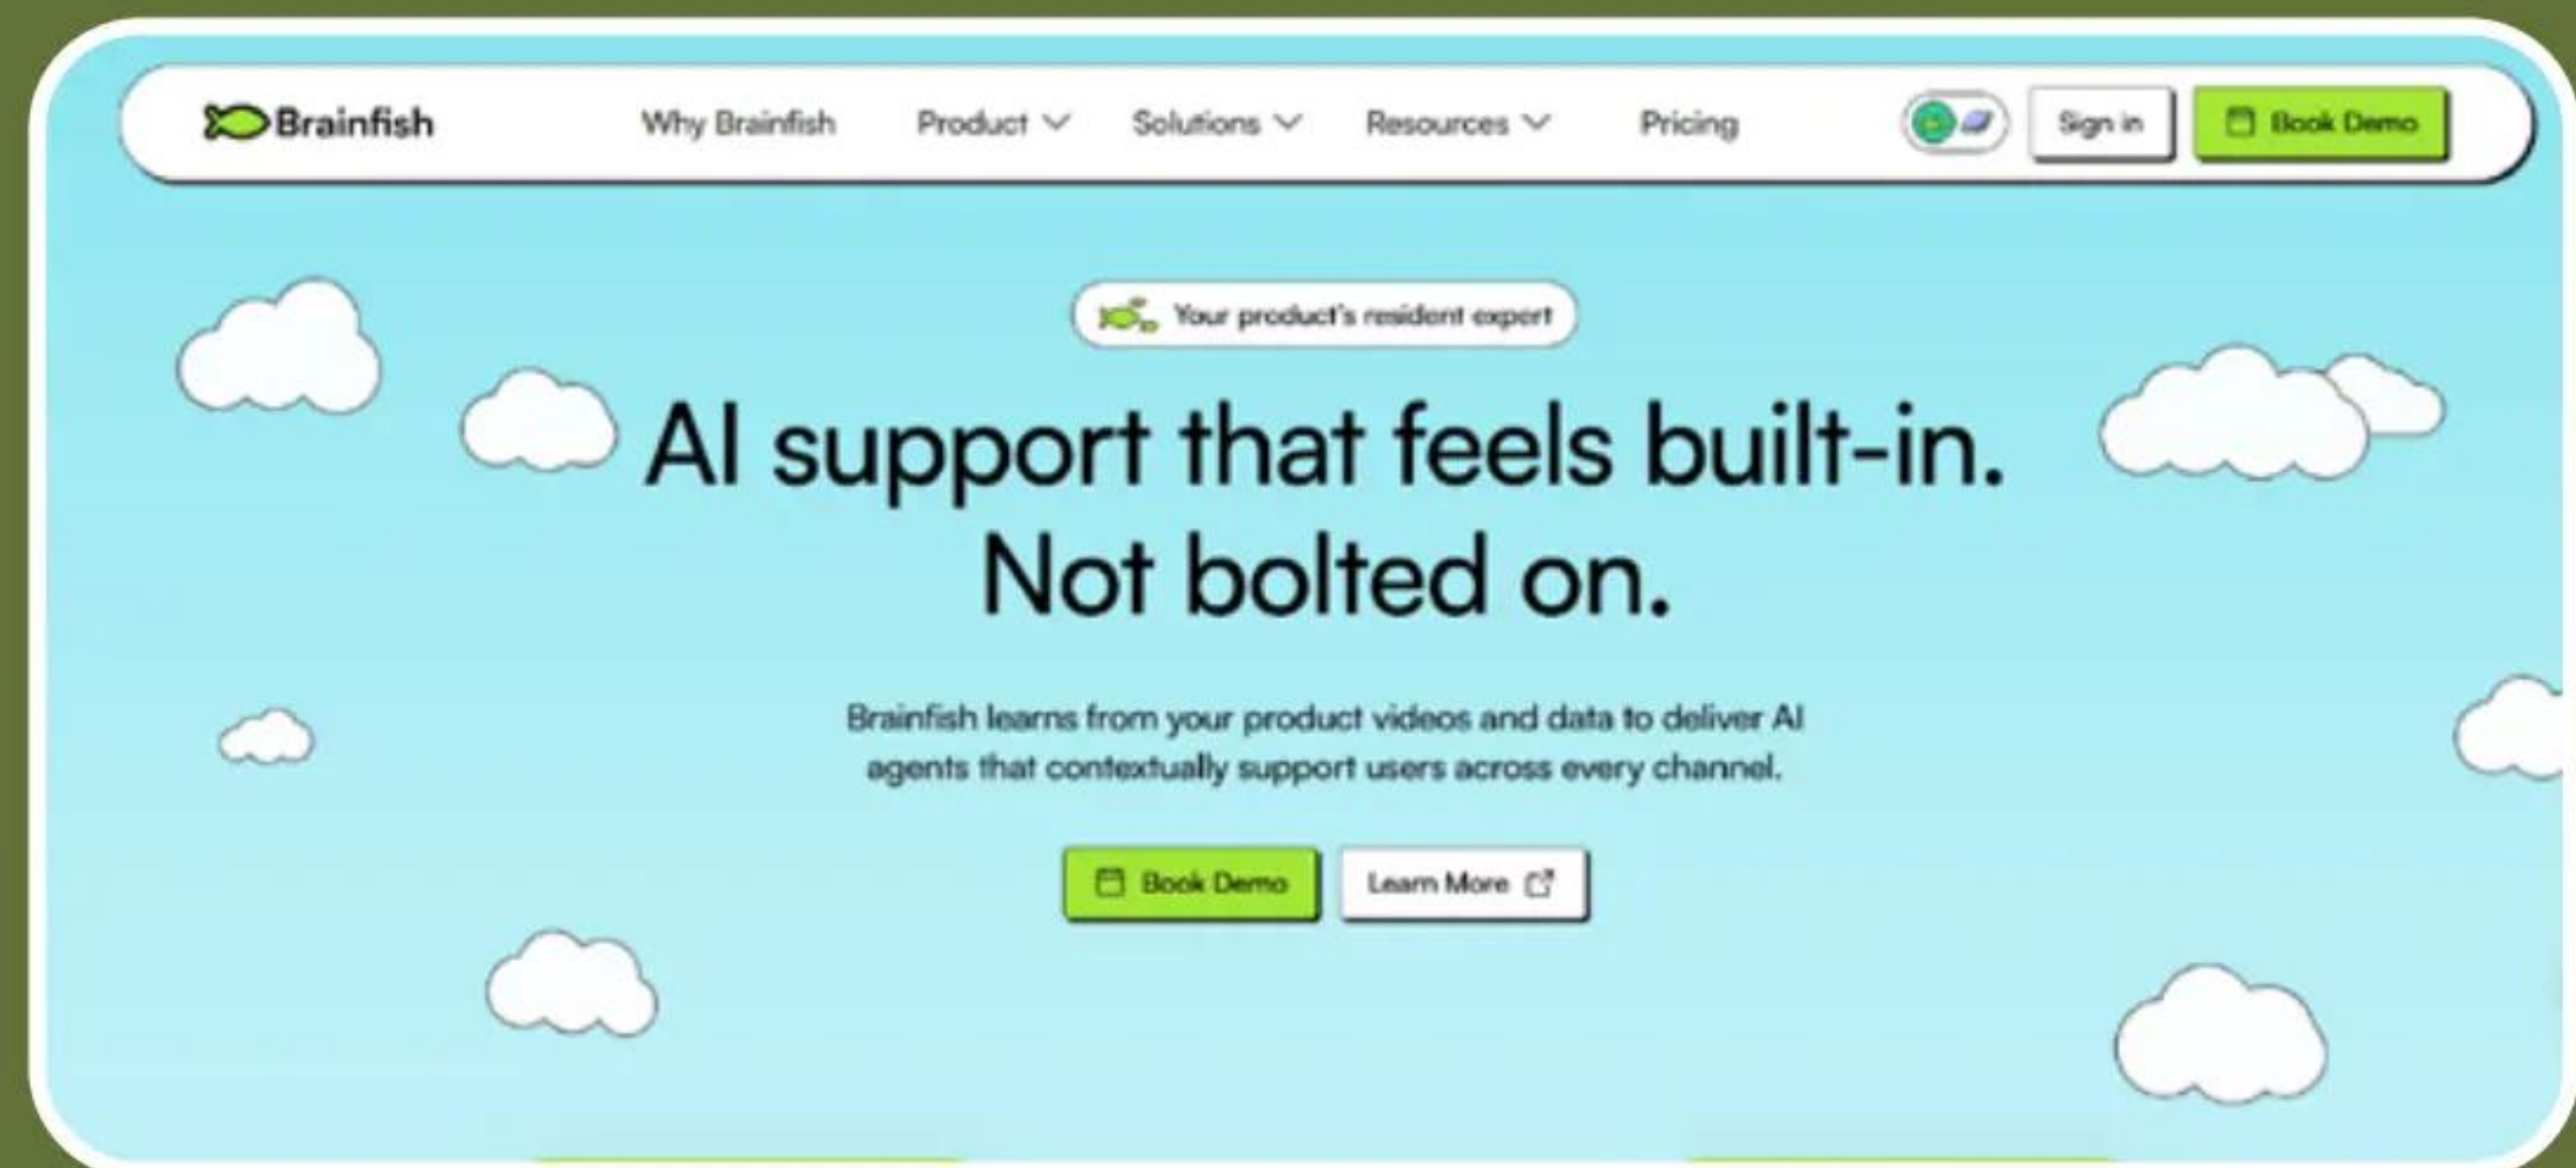 Brainfish
Why Brainfish
Product
Solutions
Resources
Pricing
Sign in
Book Demo
Your product's resident expert
AI support that feels built-in.
Not bolted on.
Brainfish learns from your product videos and data to deliver AI
agents that contextually support users across every channel.
Book Demo
Learn More